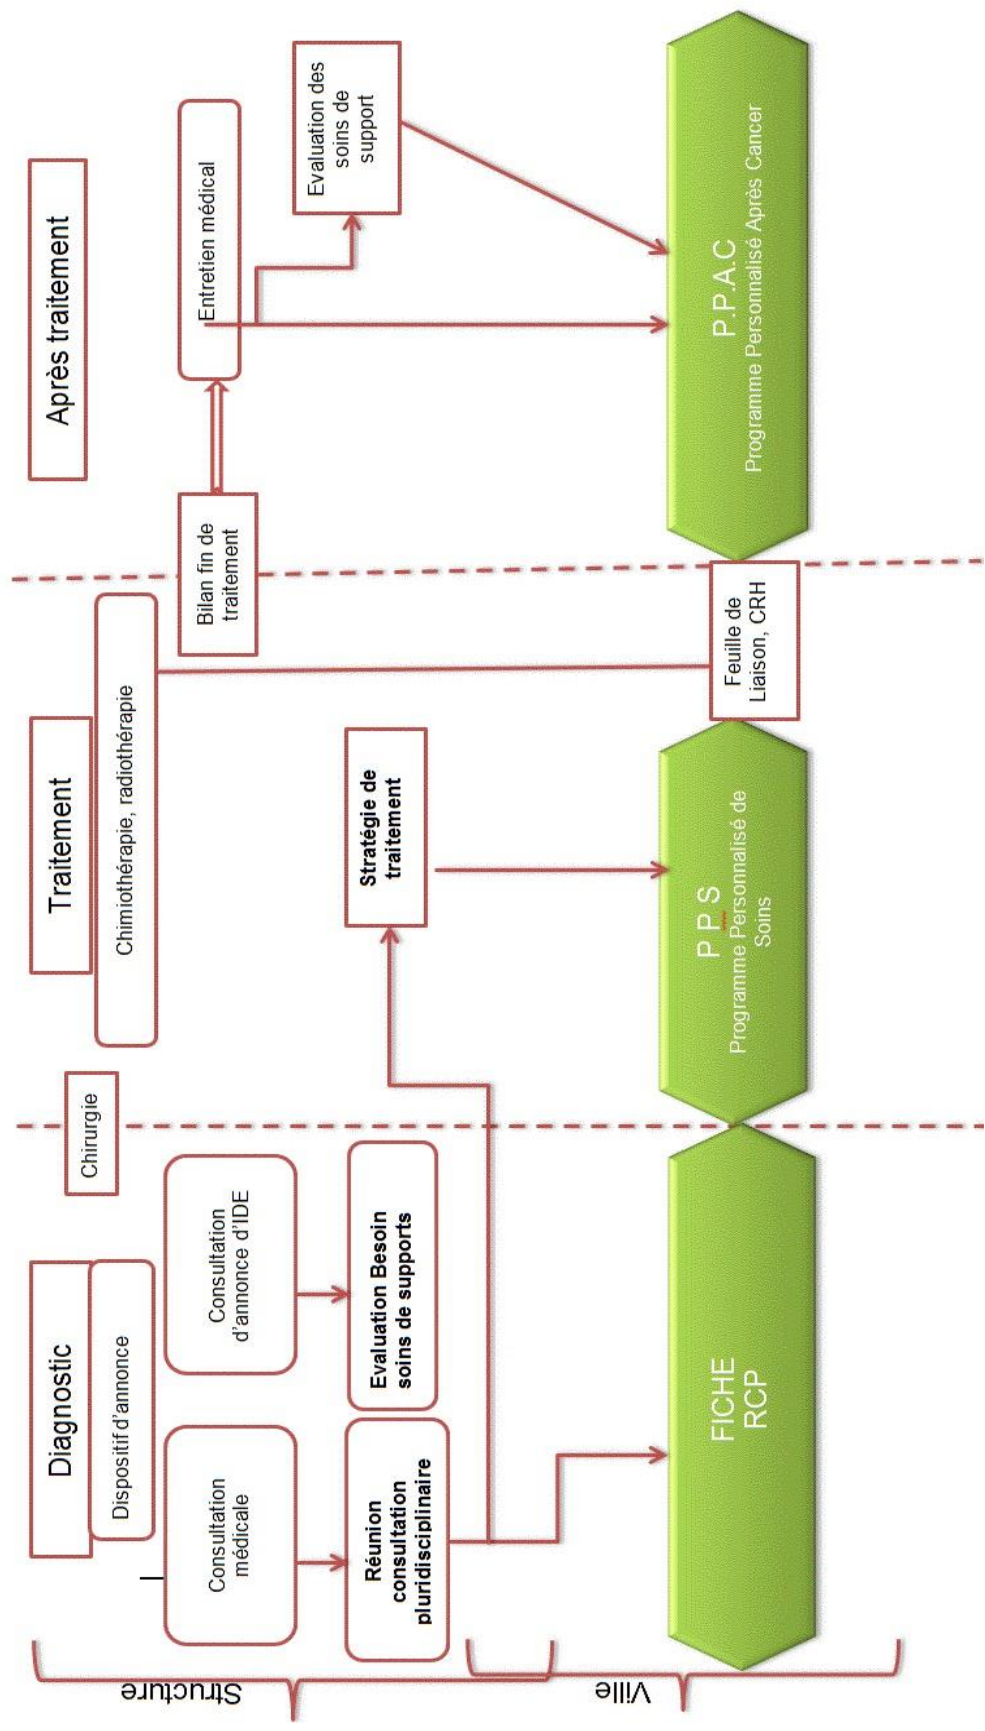 Diagnostic
Dispositif d'annonce
Chirurgie
Traitement
Chimiothérapie, radiothérapie
Après traitement
Structure
Consultation
médicale
Consultation
d'annonce d'IDE
Bilan fin de
traitement
Entretien médical
Réunion
consultation
pluridisciplinaire
Evaluation Besoin
soins de supports
Stratégie de
traitement
Evaluation des
soins de
support
Ville
FICHE
RCP
P P S
Programme Personnalisé de
Soins
Feuille de
Liaison, CRH
P.P.A.C
Programme Personnalisé Après Cancer